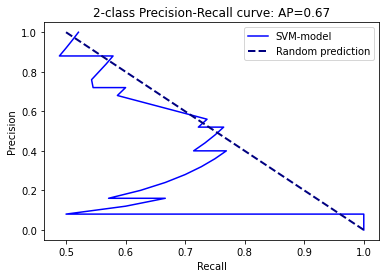 2-class Precision-Recall curve: AP=0.67
SVM-model
Random prediction
Precision
1.0
0.8
0.6
0.4
0.2
0.0
0.5
0.6
0.7
0.8
0.9
1.0
Recall